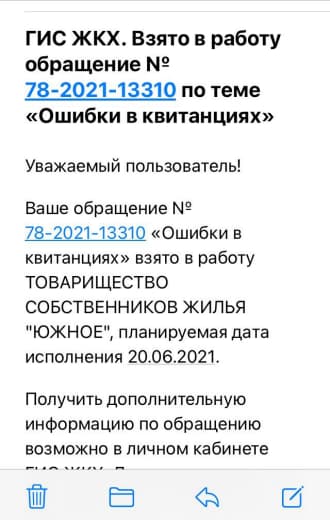 ГИС ЖКХ. Взято в работу
обращение №
78-2021-13310 по теме
«Ошибки в квитанциях»
Уважаемый пользователь!
Ваше обращение №
78-2021-13310 «Ошибки в
квитанциях» взято в работу
ТОВАРИЩЕСТВО
СОБСТВЕННИКОВ ЖИЛЬЯ
"ЮЖНОЕ", планируемая дата
исполнения 20.06.2021.
Получить дополнительную
информацию по обращению
возможно в личном кабинете
ГИС ЖКХ.